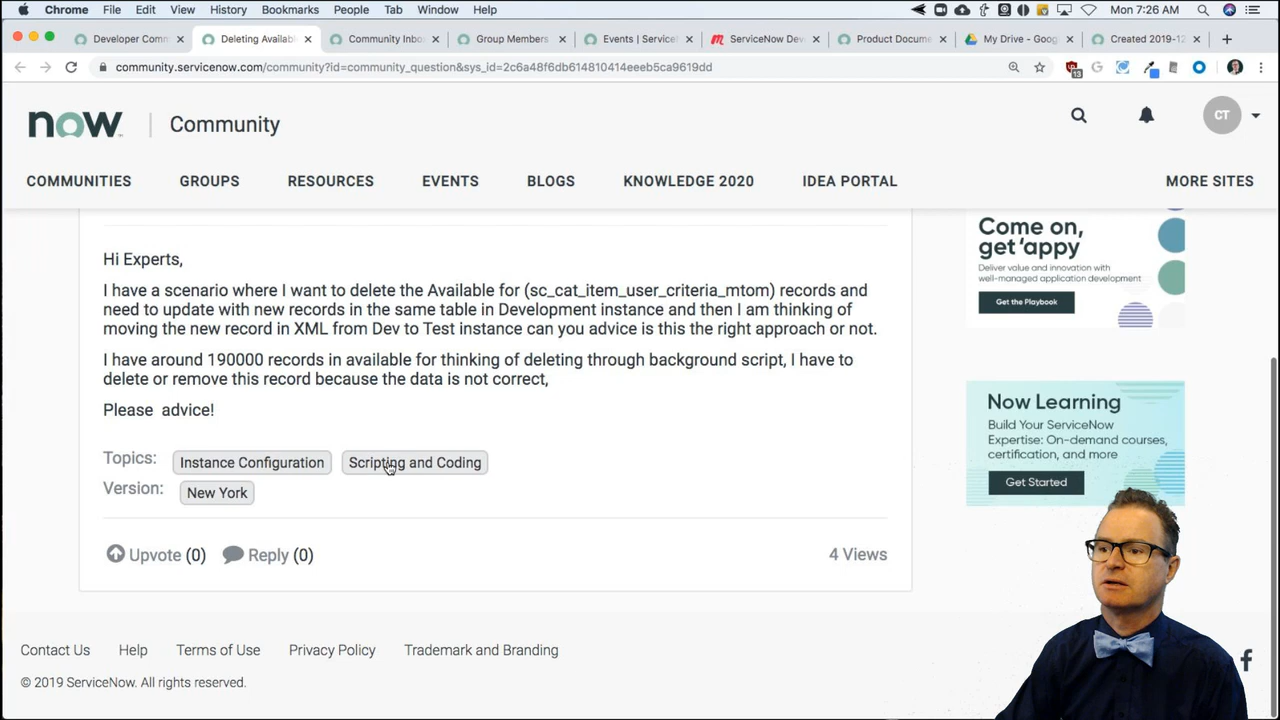 Chrome File Edit View History Bookmarks People Tab Window Help Mon 7:26 AM
Developer Comm Deleting Availab Community Inbo Group Members Events | Service ServiceNow Dev Product Docume My Drive - Goog Created 2019-12
community.servicenow.com/community?id=community_question&sys_id=2c6a48f6db614810414eeeb5ca9619dd
13
now Community CT
COMMUNITIES GROUPS RESOURCES EVENTS BLOGS KNOWLEDGE 2020 IDEA PORTAL MORE SITES
Hi Experts,
I have a scenario where I want to delete the Available for (sc_cat_item_user_criteria_mtom) records and
need to update with new records in the same table in Development instance and then I am thinking of
moving the new record in XML from Dev to Test instance can you advice is this the right approach or not.
I have around 190000 records in available for thinking of deleting through background script, I have to
delete or remove this record because the data is not correct,
Please advice!
Topics: Instance Configuration Scripting and Coding
Version: New York
Upvote (0) Reply (0) 4 Views
Come on,
get ‘appy
Deliver value and innovation with
well-managed application development
Get the Playbook
Now Learning
Build Your ServiceNow
Expertise: On-demand courses,
certification, and more
Get Started
Contact Us Help Terms of Use Privacy Policy Trademark and Branding
© 2019 ServiceNow. All rights reserved.